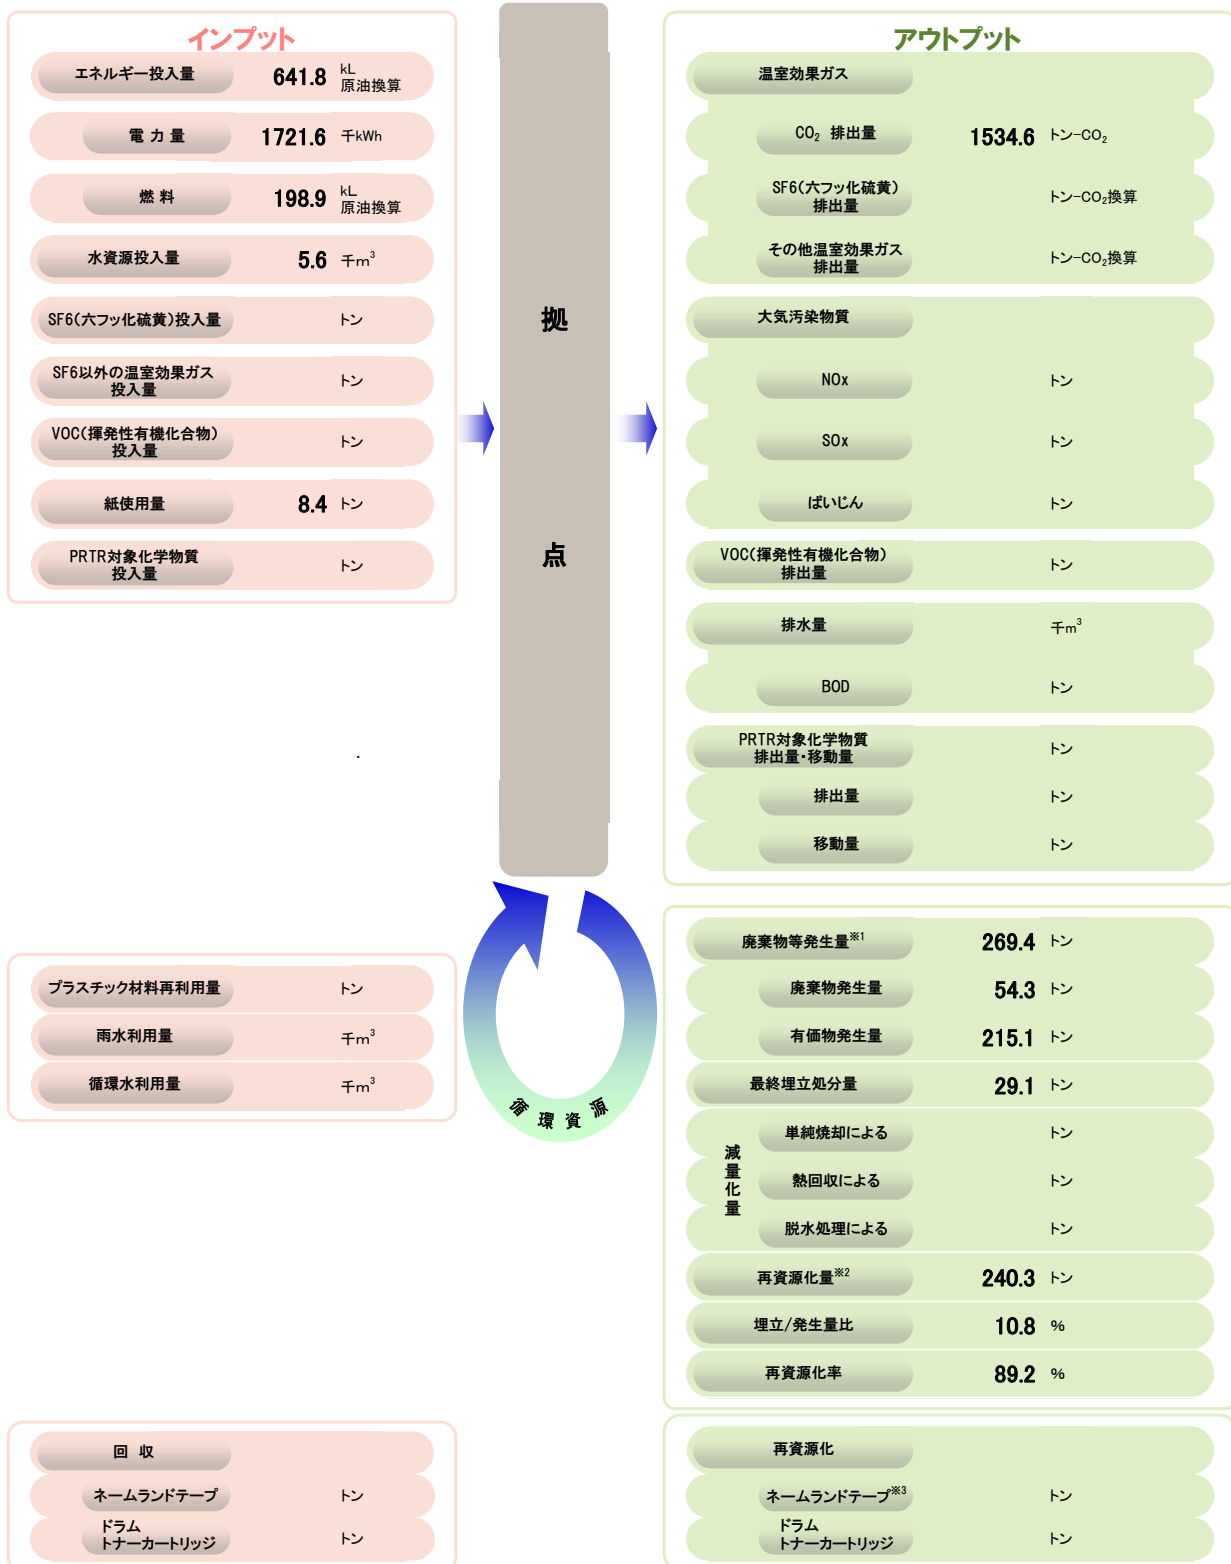 インプット
エネルギー投入量 641.8 kL
原油換算
電力量 1721.6 千kWh
燃料 198.9 kL
原油換算
水資源投入量 5.6 千m³
SF6(六フッ化硫黄)投入量 トン
SF6以外の温室効果ガス
投入量 トン
VOC(揮発性有機化合物)
投入量 トン
紙使用量 8.4 トン
PRTR対象化学物質
投入量 トン
拠
点
アウトプット
温室効果ガス
CO₂ 排出量 1534.6 トン-CO₂
SF6(六フッ化硫黄)
排出量 トン-CO₂換算
その他温室効果ガス
排出量 トン-CO₂換算
大気汚染物質
NOx トン
SOx トン
ばいじん トン
VOC(揮発性有機化合物)
排出量 トン
排水量 千m³
BOD トン
PRTR対象化学物質
排出量・移動量 トン
排出量 トン
移動量 トン
プラスチック材料再利用量 トン
雨水利用量 千m³
循環水利用量 千m³
循環資源
廃棄物等発生量※1 269.4 トン
廃棄物発生量 54.3 トン
有価物発生量 215.1 トン
最終埋立処分量 29.1 トン
減量化量
単純焼却による トン
熱回収による トン
脱水処理による トン
再資源化量※2 240.3 トン
埋立/発生量比 10.8 %
再資源化率 89.2 %
回 収
ネームランドテープ トン
ドラム
トナーカートリッジ トン
再資源化
ネームランドテープ※3 トン
ドラム
トナーカートリッジ トン